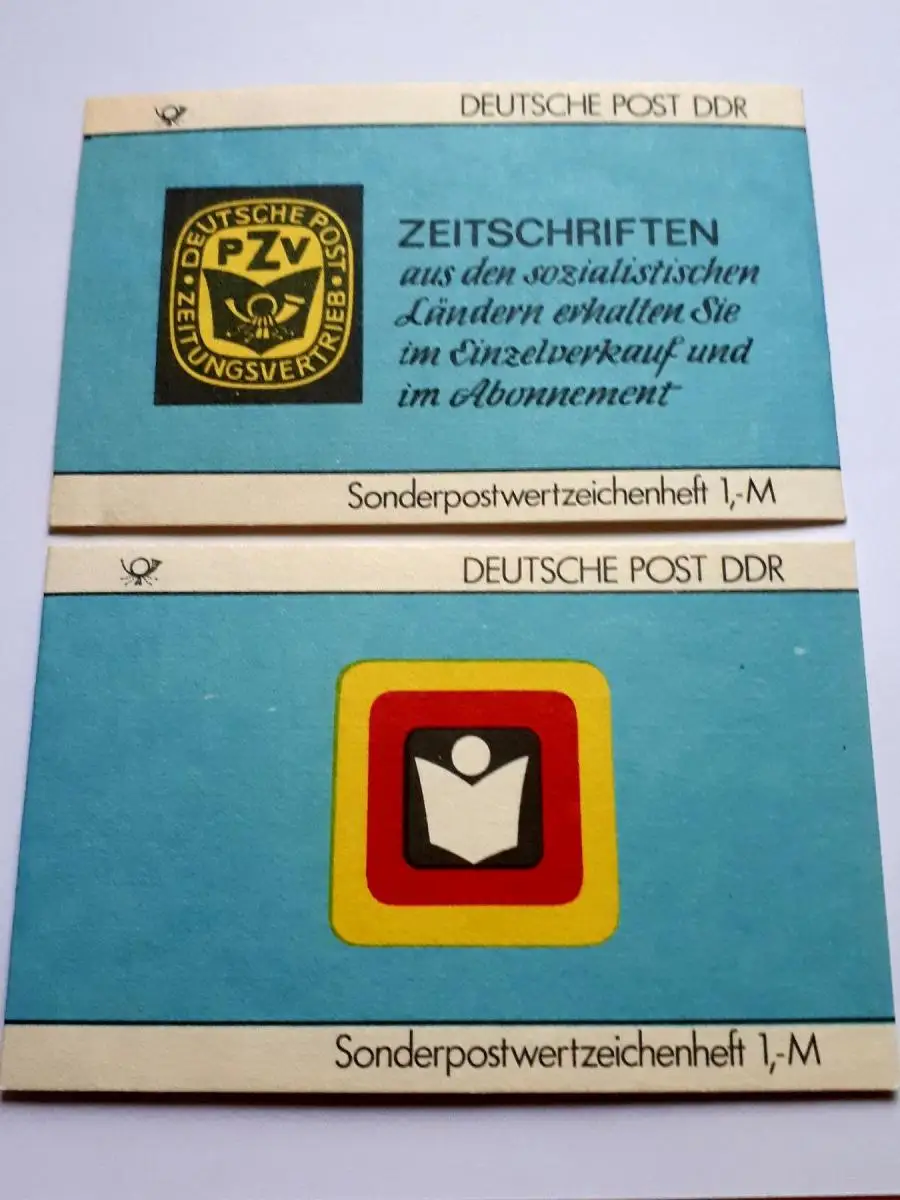 DEUTSCHE POST DDR
· DEUTSCHE POST ·
PZV
ZEITUNGSVERTRIEB
ZEITSCHRIFTEN
aus den sozialistischen
Ländern erhalten Sie
im Einzelverkauf und
im Abonnement
Sonderpostwertzeichenheft 1,-M
DEUTSCHE POST DDR
Sonderpostwertzeichenheft 1,-M